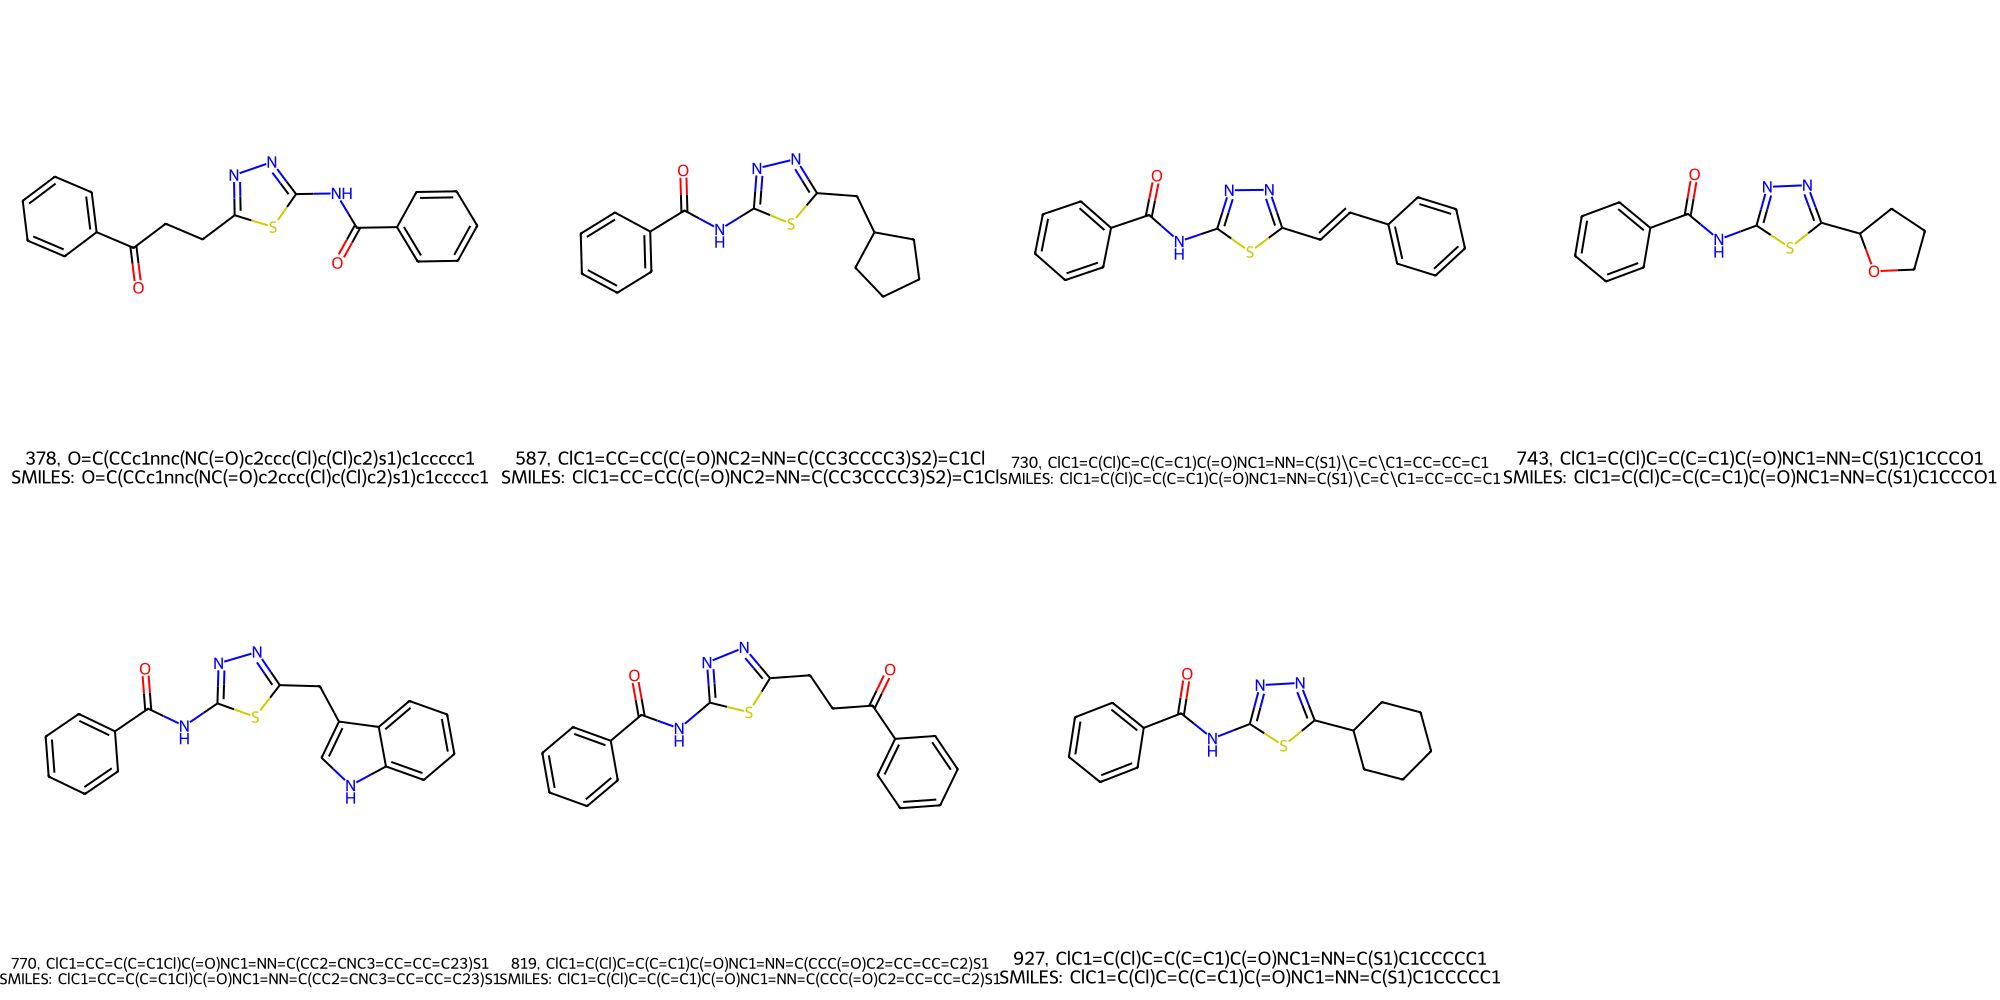 N N O NH S O
378, O=C(CCc1nnc(NC(=O)c2ccc(Cl)c(Cl)c2)s1)c1ccccc1
SMILES: O=C(CCc1nnc(NC(=O)c2ccc(Cl)c(Cl)c2)s1)c1ccccc1
O N H N N S
587, ClC1=CC=CC(C(=O)NC2=NN=C(CC3CCCC3)S2)=C1Cl
SMILES: ClC1=CC=CC(C(=O)NC2=NN=C(CC3CCCC3)S2)=C1Cl
O N H N N S
730, ClC1=C(Cl)C=C(C=C1)C(=O)NC1=NN=C(S1)\C=C\C1=CC=CC=C1
SMILES: ClC1=C(Cl)C=C(C=C1)C(=O)NC1=NN=C(S1)\C=C\C1=CC=CC=C1
O N H N N S O
743, ClC1=C(Cl)C=C(C=C1)C(=O)NC1=NN=C(S1)C1CCCO1
SMILES: ClC1=C(Cl)C=C(C=C1)C(=O)NC1=NN=C(S1)C1CCCO1
O N H N N S N H
770, ClC1=CC=C(C=C1Cl)C(=O)NC1=NN=C(CC2=CNC3=CC=CC=C23)S1
SMILES: ClC1=CC=C(C=C1Cl)C(=O)NC1=NN=C(CC2=CNC3=CC=CC=C23)S1
O N H N N S O
819, ClC1=C(Cl)C=C(C=C1)C(=O)NC1=NN=C(CCC(=O)C2=CC=CC=C2)S1
SMILES: ClC1=C(Cl)C=C(C=C1)C(=O)NC1=NN=C(CCC(=O)C2=CC=CC=C2)S1
O N H N N S
927, ClC1=C(Cl)C=C(C=C1)C(=O)NC1=NN=C(S1)C1CCCCC1
SMILES: ClC1=C(Cl)C=C(C=C1)C(=O)NC1=NN=C(S1)C1CCCCC1